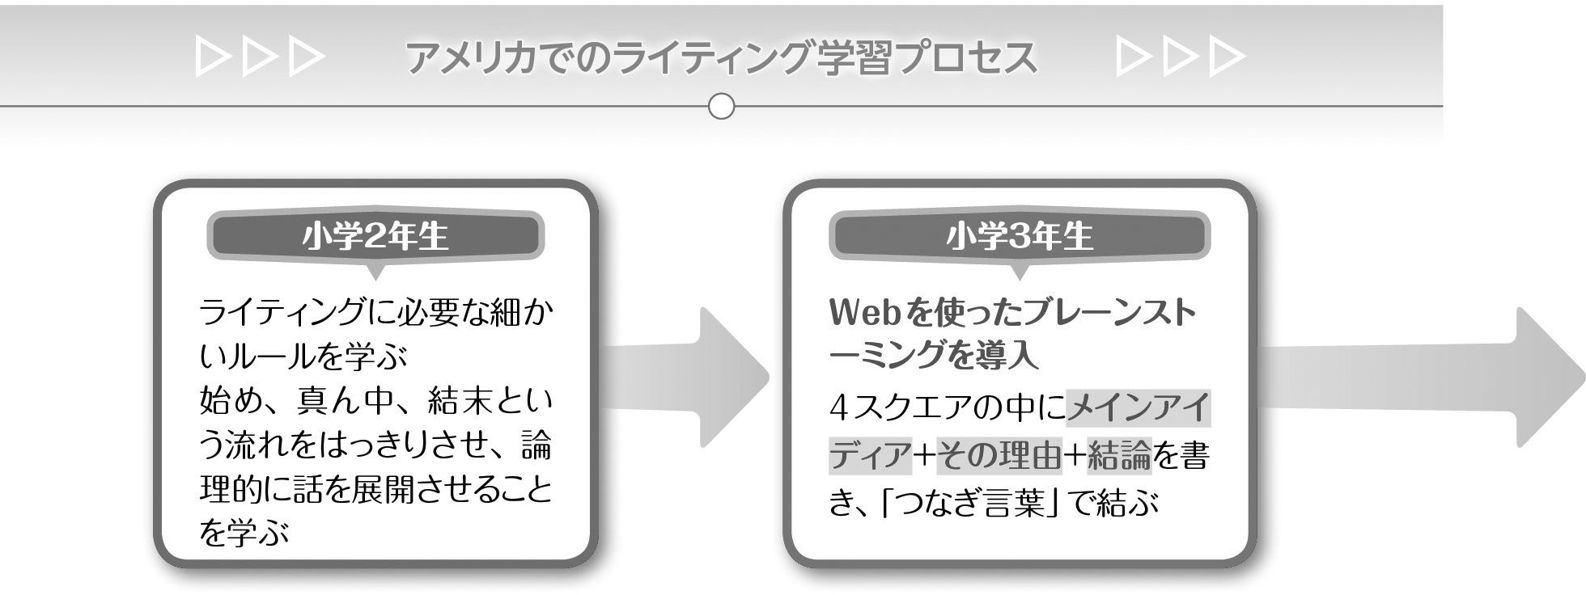 アメリカでのライティング学習プロセス
小学2年生
ライティングに必要な細か
いルールを学ぶ
始め、真ん中、結末とい
う流れをはっきりさせ、論
理的に話を展開させること
を学ぶ
小学3年生
Webを使ったブレーンスト
ーミングを導入
4スクエアの中にメインアイ
ディア+その理由+結論を書
き、「つなぎ言葉」で結ぶ